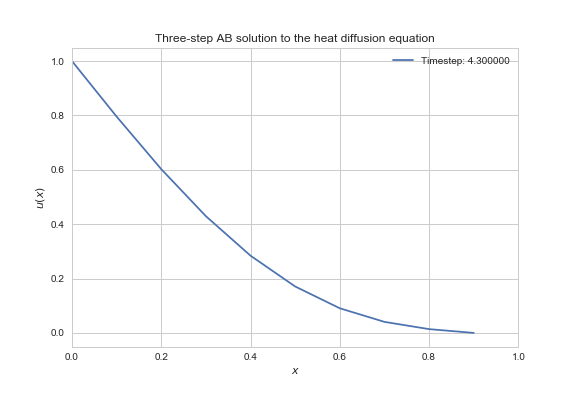 Three-step AB solution to the heat diffusion equation
Timestep: 4.300000
1.0
0.8
0.6
0.4
0.2
0.0
u(x)
0.0 0.2 0.4 0.6 0.8 1.0
x